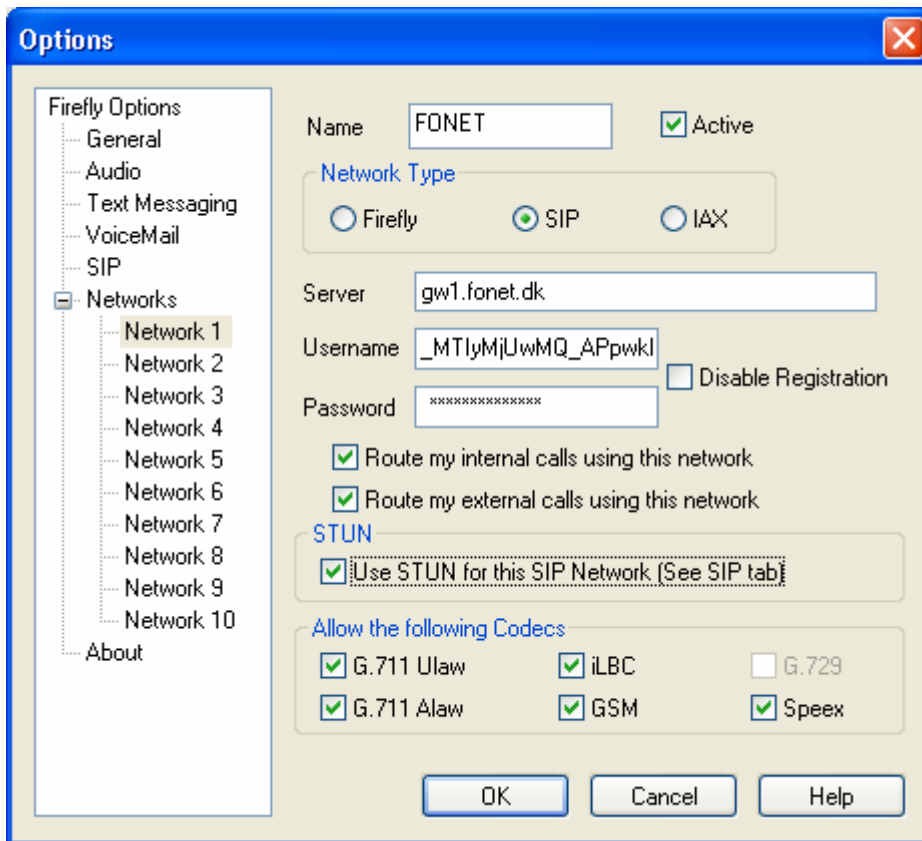 Options
Firefly Options
General
Audio
Text Messaging
VoiceMail
SIP
Networks
Network 1
Network 2
Network 3
Network 4
Network 5
Network 6
Network 7
Network 8
Network 9
Network 10
About
Name FONET Active
Network Type
Firefly SIP IAX
Server gw1.fonet.dk
Username
Disable Registration
Password **************
Route my internal calls using this network
Route my external calls using this network
STUN
Use STUN for this SIP Network (See SIP tab)
Allow the following Codecs
G.711 Ulaw iLBC G.729
G.711 Alaw GSM Speex
OK Cancel Help